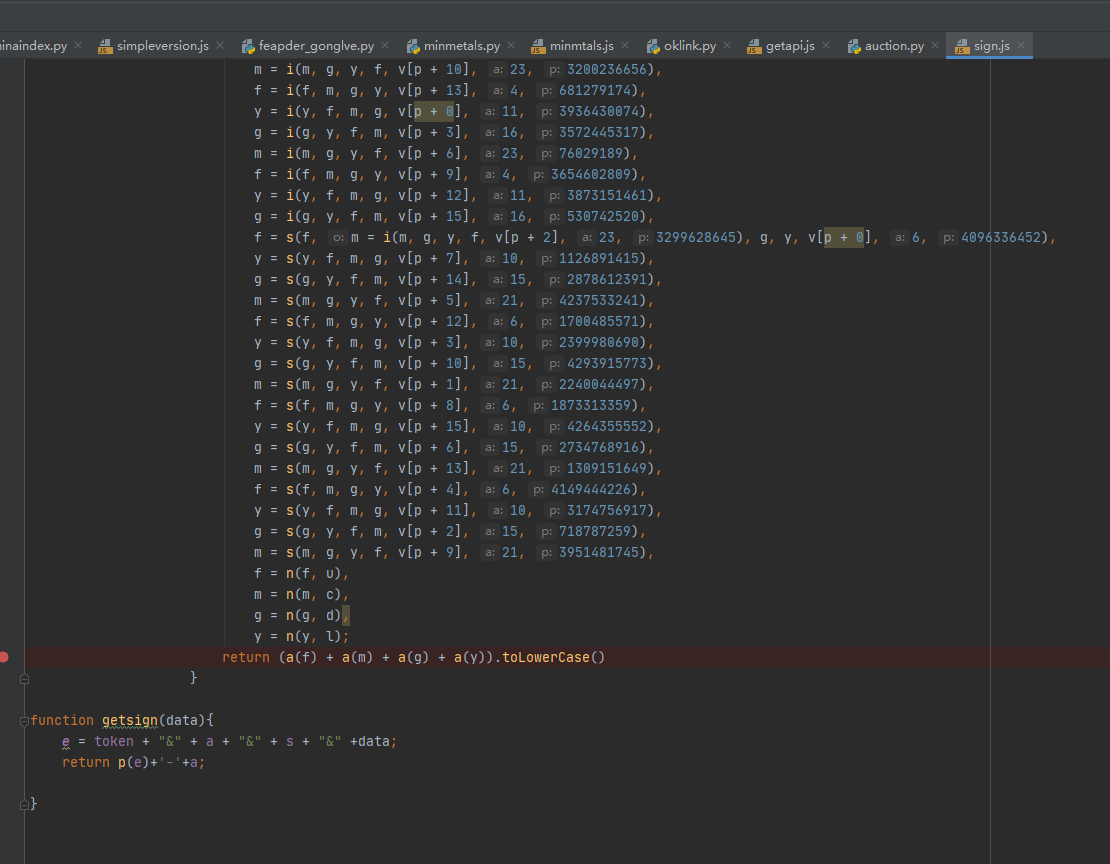 inaindex.py × simpleversion.js × feapder_gonglve.py × minmetals.py × minmtals.js × oklink.py × getapi.js × auction.py × sign.js ×
m = i(m, g, y, f, v[p + 10], a: 23, p: 3200236656),
f = i(f, m, g, y, v[p + 13], a: 4, p: 681279174),
y = i(y, f, m, g, v[p + 0], a: 11, p: 3936430074),
g = i(g, y, f, m, v[p + 3], a: 16, p: 3572445317),
m = i(m, g, y, f, v[p + 6], a: 23, p: 76029189),
f = i(f, m, g, y, v[p + 9], a: 4, p: 3654602809),
y = i(y, f, m, g, v[p + 12], a: 11, p: 3873151461),
g = i(g, y, f, m, v[p + 15], a: 16, p: 530742520),
f = s(f, o: m = i(m, g, y, f, v[p + 2], a: 23, p: 3299628645), g, y, v[p + 0], a: 6, p: 4096336452),
y = s(y, f, m, g, v[p + 7], a: 10, p: 1126891415),
g = s(g, y, f, m, v[p + 14], a: 15, p: 2878612391),
m = s(m, g, y, f, v[p + 5], a: 21, p: 4237533241),
f = s(f, m, g, y, v[p + 12], a: 6, p: 1700485571),
y = s(y, f, m, g, v[p + 3], a: 10, p: 2399980690),
g = s(g, y, f, m, v[p + 10], a: 15, p: 4293915773),
m = s(m, g, y, f, v[p + 1], a: 21, p: 2240044497),
f = s(f, m, g, y, v[p + 8], a: 6, p: 1873313359),
y = s(y, f, m, g, v[p + 15], a: 10, p: 4264355552),
g = s(g, y, f, m, v[p + 6], a: 15, p: 2734768916),
m = s(m, g, y, f, v[p + 13], a: 21, p: 1309151649),
f = s(f, m, g, y, v[p + 4], a: 6, p: 4149444226),
y = s(y, f, m, g, v[p + 11], a: 10, p: 3174756917),
g = s(g, y, f, m, v[p + 2], a: 15, p: 718787259),
m = s(m, g, y, f, v[p + 9], a: 21, p: 3951481745),
f = n(f, u),
m = n(m, c),
g = n(g, d),
y = n(y, l);
return (a(f) + a(m) + a(g) + a(y)).toLowerCase()
}
function getsign(data){
e = token + "&" + a + "&" + s + "&" +data;
return p(e)+'-'+a;
}